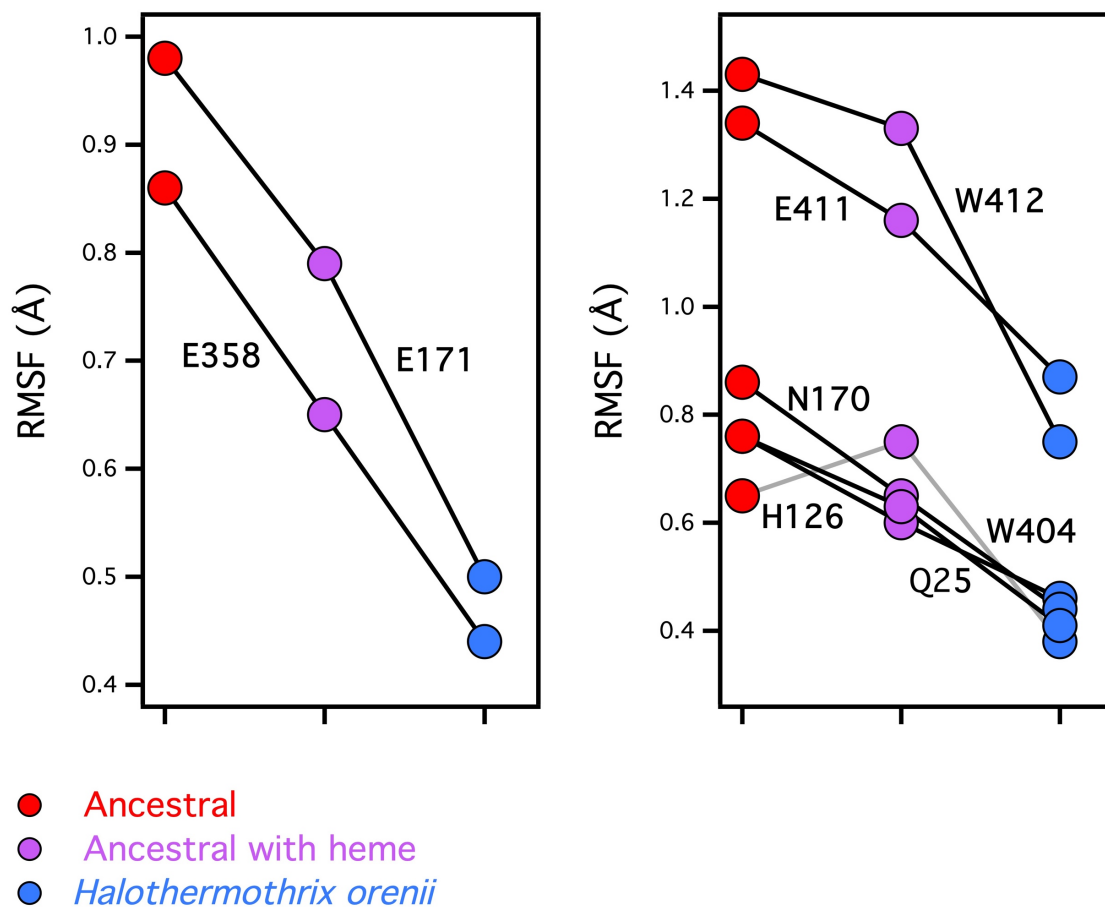 1.0
0.9
0.8
0.7
0.6
0.5
0.4
RMSF (Å)
E358
E171
1.4
1.2
1.0
0.8
0.6
0.4
RMSF (Å)
W412
E411
N170
H126
W404
Q25
Ancestral
Ancestral with heme
Halothermothrix orenii